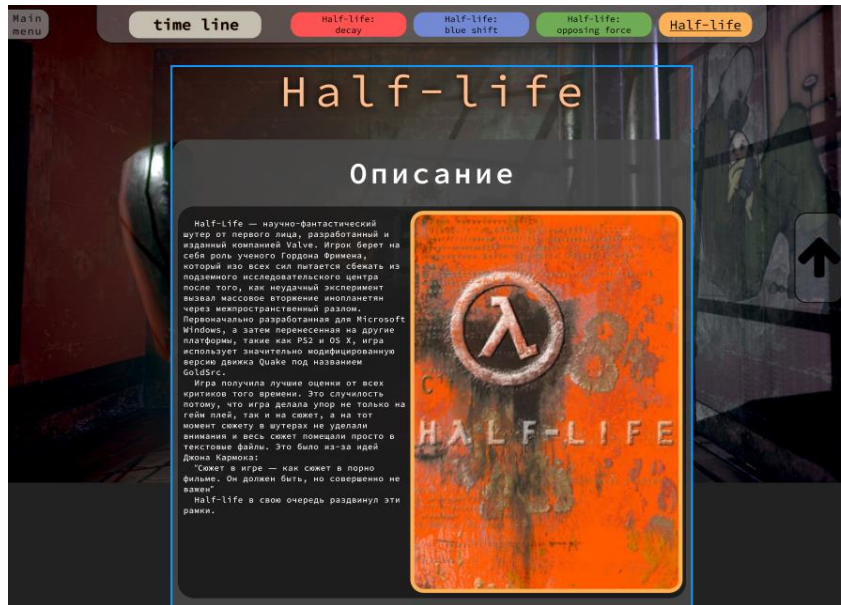 Main
menu
time line
Half-life:
decay
Half-life:
blue shift
Half-life:
opposing force
Half-life
Half-life
Описание
Half-Life — научно-фантастический
шутер от первого лица, разработанный и
изданный компанией Valve. Игрок берет на
себя роль ученого Гордона Фримена,
который изо всех сил пытается сбежать из
подземного исследовательского центра
после того, как неудачный эксперимент
вызвал массовое вторжение инопланетян
через межпространственный разлом.
Первоначально разработанная для Microsoft
Windows, а затем перенесенная на другие
платформы, такие как PS2 и OS X, игра
использует значительно модифицированную
версию движка Quake под названием
GoldSrc.
Игра получила лучшие оценки от всех
критиков того времени. Это случилость
потому, что игра делала упор не только на
гейм плей, так и на сюжет, а на тот
момент сюжету в шутерах не уделали
внимания и весь сюжет помещали просто в
текстовые файлы. Это было из-за идей
Джона Кармока:
"Сюжет в игре — как сюжет в порно
фильме. Он должен быть, но совершенно не
важен"
Half-life в свою очередь раздвинул эти
рамки.
λ
8
C
HΛLF-LIFE